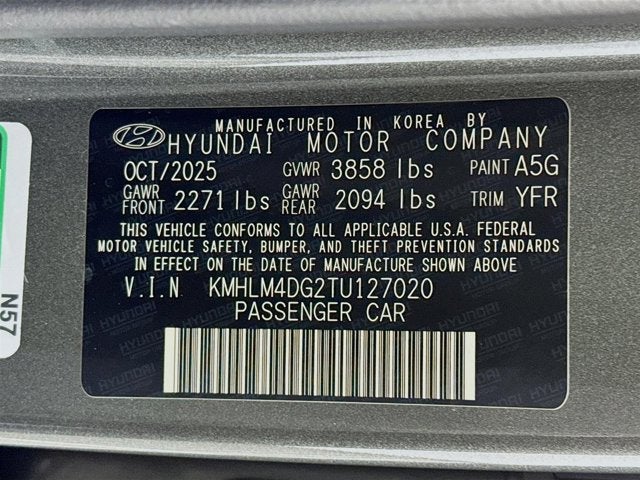 MANUFACTURED IN KOREA BY
HYUNDAI MOTOR COMPANY
OCT/2025 GVWR 3858 lbs PAINT A5G
GAWR FRONT 2271 lbs GAWR REAR 2094 lbs TRIM YFR
THIS VEHICLE CONFORMS TO ALL APPLICABLE U.S.A. FEDERAL
MOTOR VEHICLE SAFETY, BUMPER, AND THEFT PREVENTION STANDARDS
IN EFFECT ON THE DATE OF MANUFACTURE SHOWN ABOVE
V.I.N KMHLM4DG2TU127020
PASSENGER CAR
N57